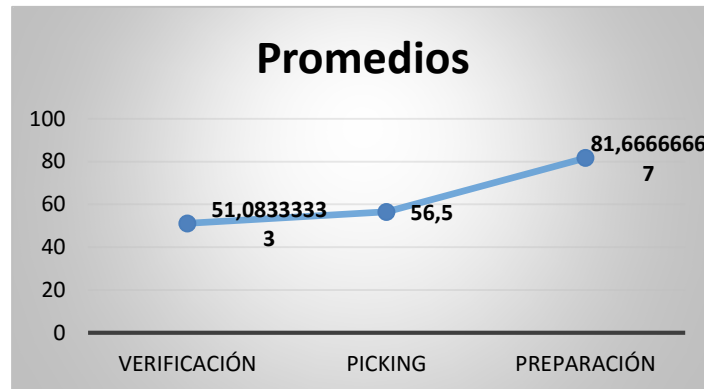 Promedios
100
80
60
40
20
0
51,0833333
3
56,5
81,6666666
7
VERIFICACIÓN
PICKING
PREPARACIÓN